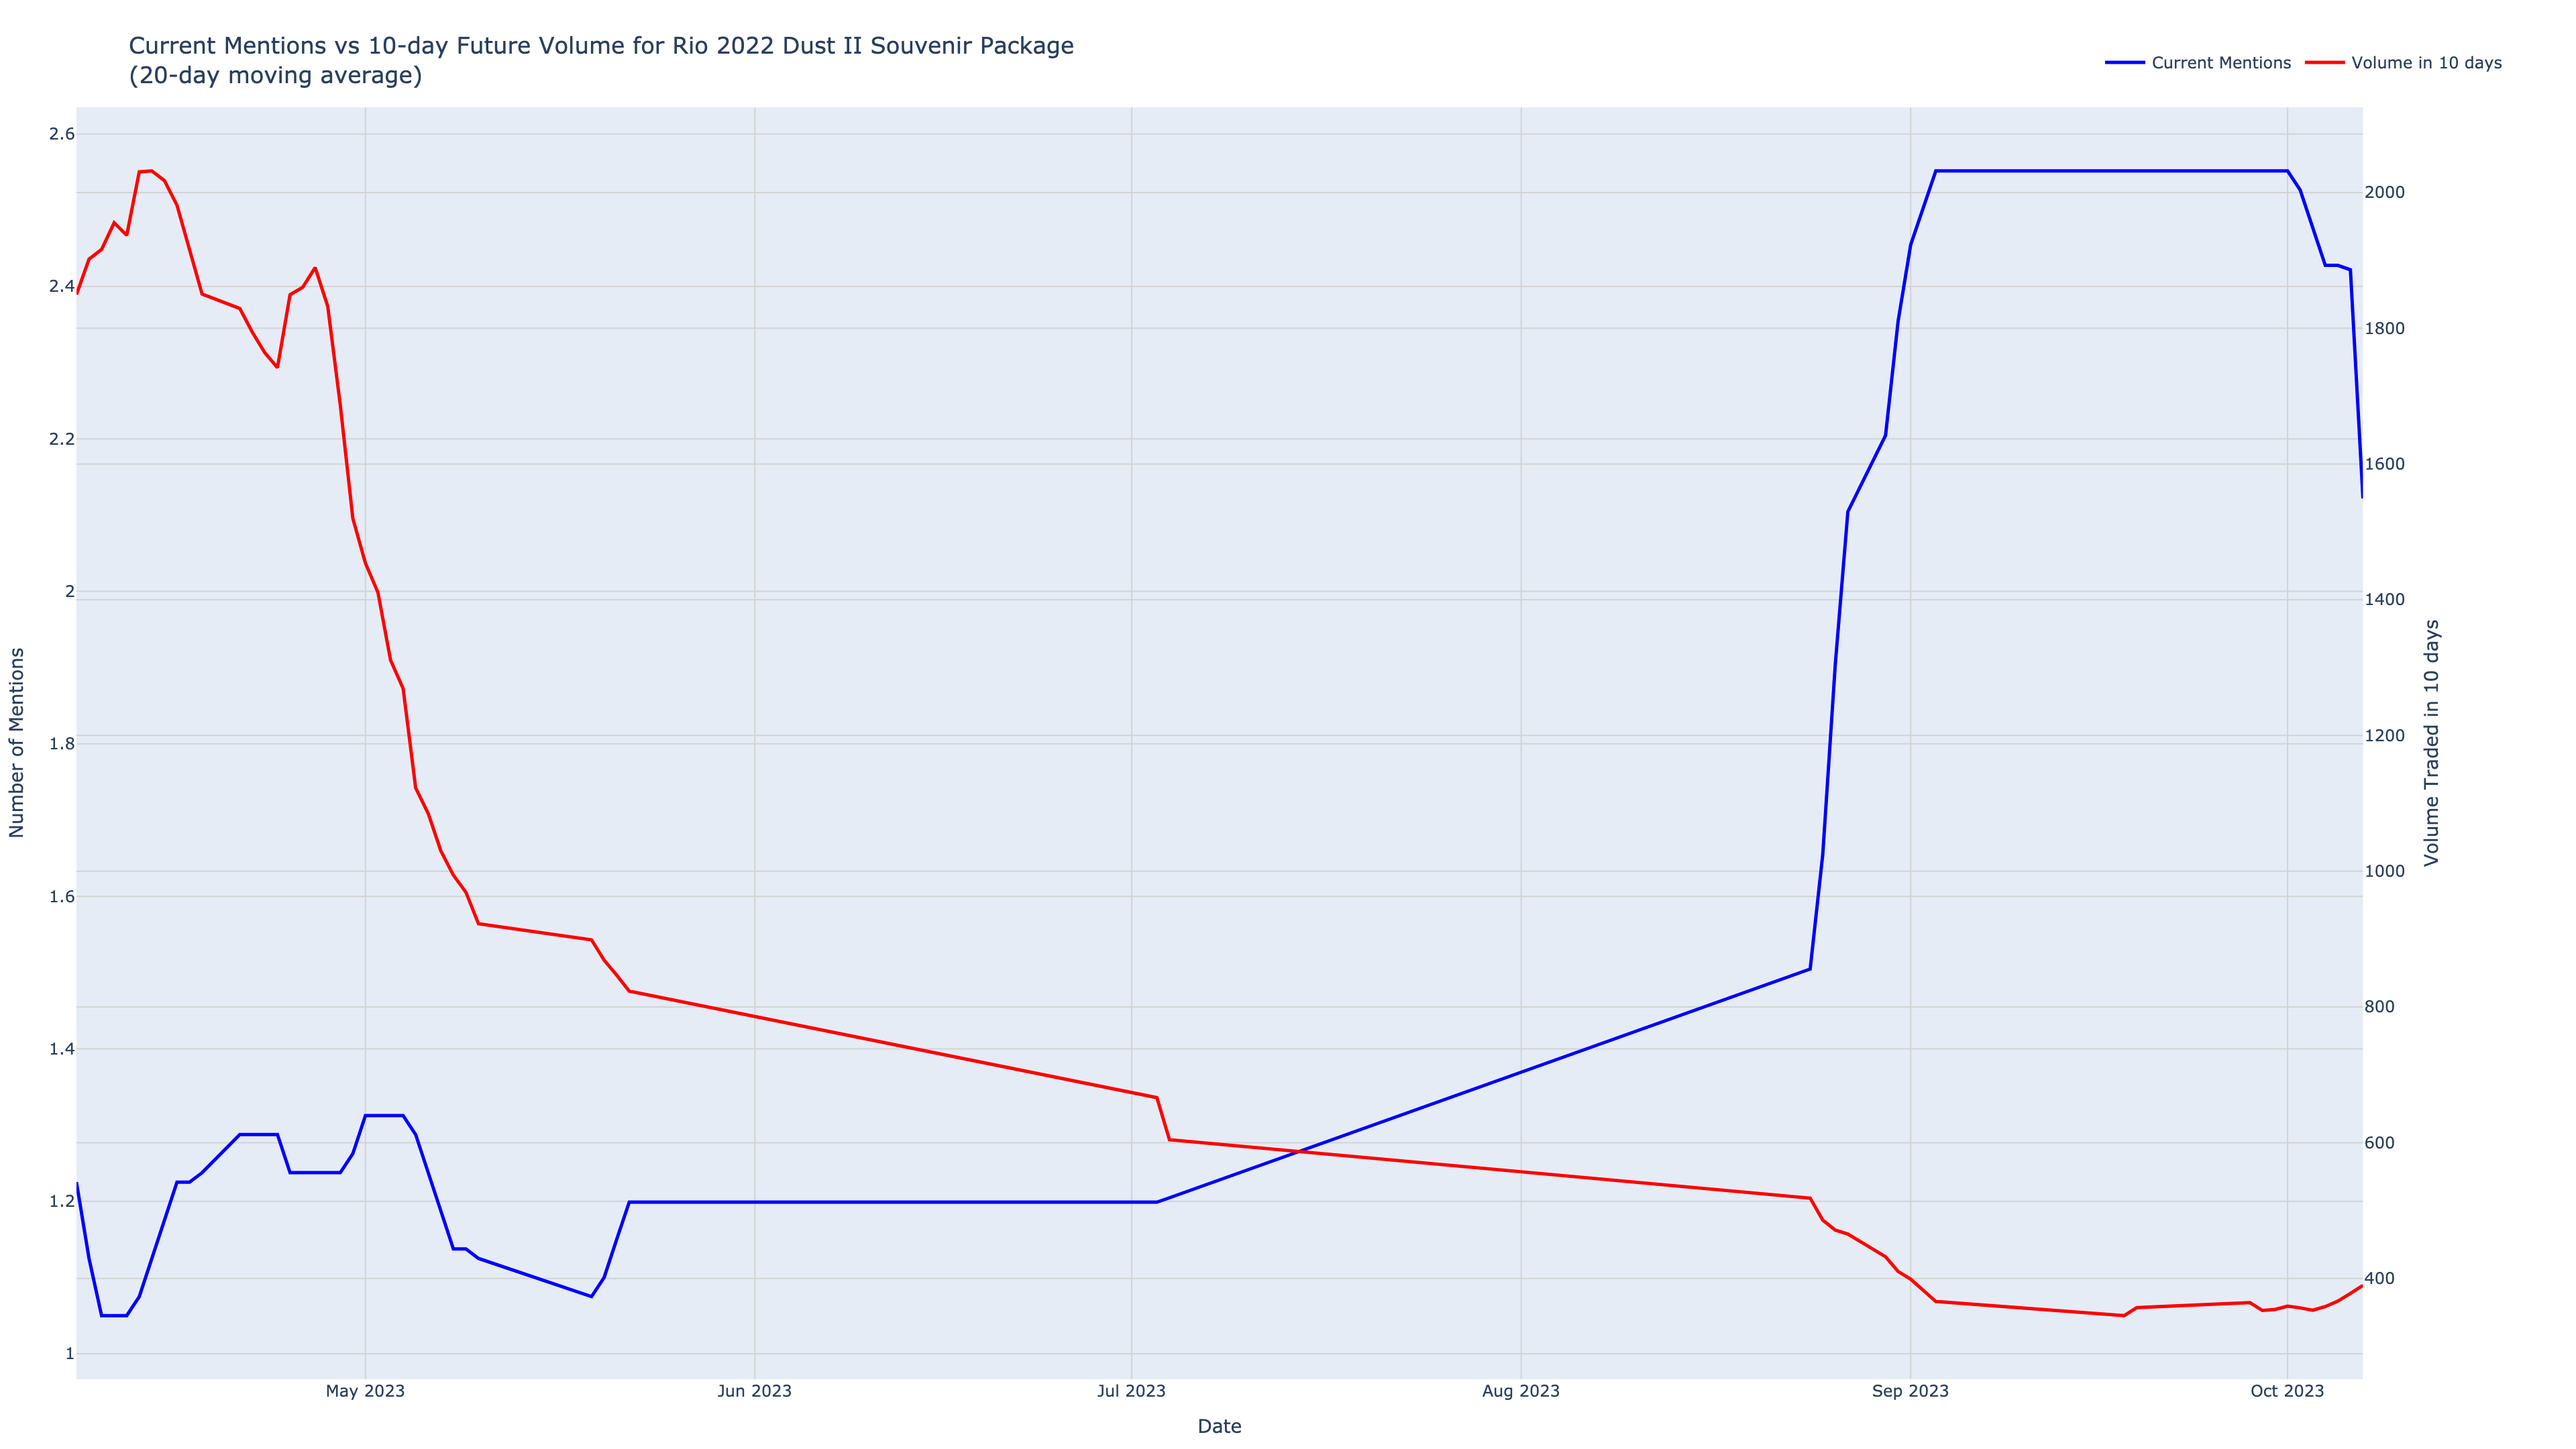 Current Mentions vs 10-day Future Volume for Rio 2022 Dust II Souvenir Package
(20-day moving average)
Current Mentions
Volume in 10 days
2.6
2.4
2.2
2
1.8
1.6
1.4
1.2
1
Number of Mentions
2000
1800
1600
1400
1200
1000
800
600
400
Volume Traded in 10 days
May 2023
Jun 2023
Jul 2023
Aug 2023
Sep 2023
Oct 2023
Date